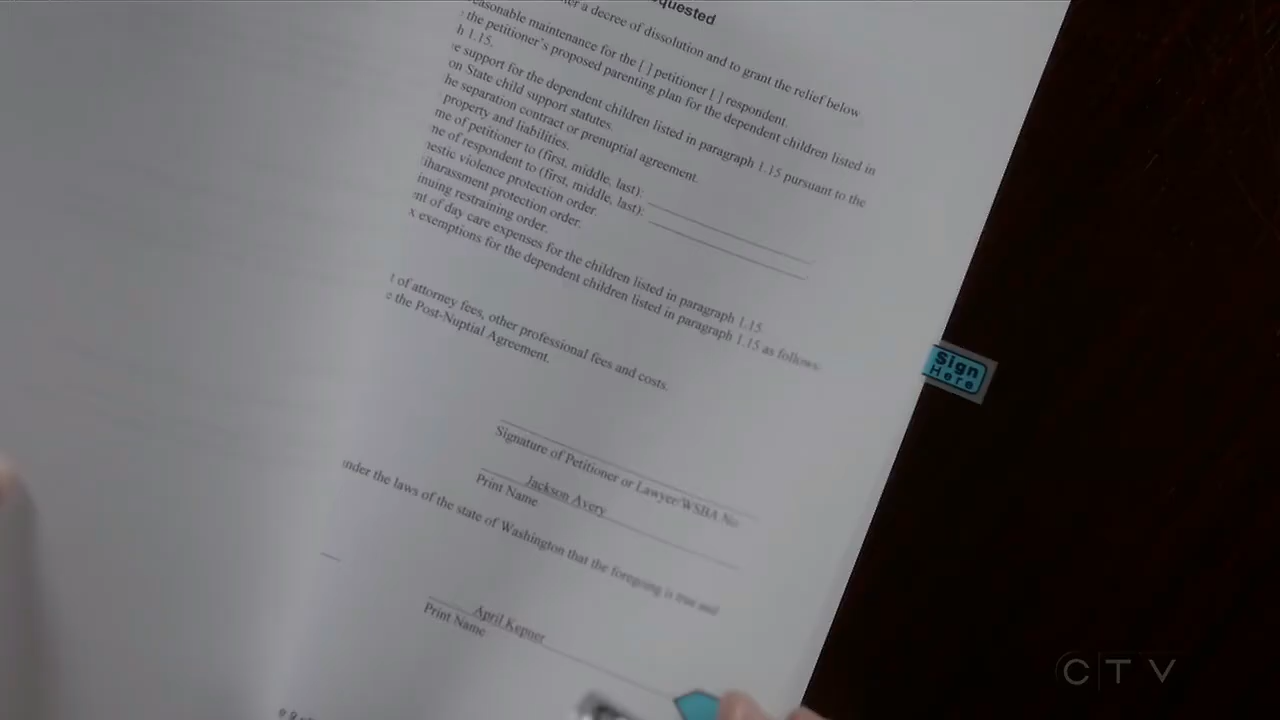 quested
er a decree of dissolution and to grant the relief below
easonable maintenance for the [ ] petitioner [ ] respondent.
the petitioner's proposed parenting plan for the dependent children listed in
h 1.15.
e support for the dependent children listed in paragraph 1.15 pursuant to the
on State child support statutes.
he separation contract or prenuptial agreement.
property and liabilities.
me of petitioner to (first, middle, last):
ne of respondent to (first, middle, last):
estic violence protection order.
iharassment protection order.
inuing restraining order.
nt of day care expenses for the children listed in paragraph 1.15.
x exemptions for the dependent children listed in paragraph 1.15 as follows:
t of attorney fees, other professional fees and costs.
e the Post-Nuptial Agreement.
Sign
Here
Signature of Petitioner or Lawyer/WSBA No
Jackson Avery
Print Name
nder the laws of the state of Washington that the foregoing is true and
April Kepner
Print Name
CTV